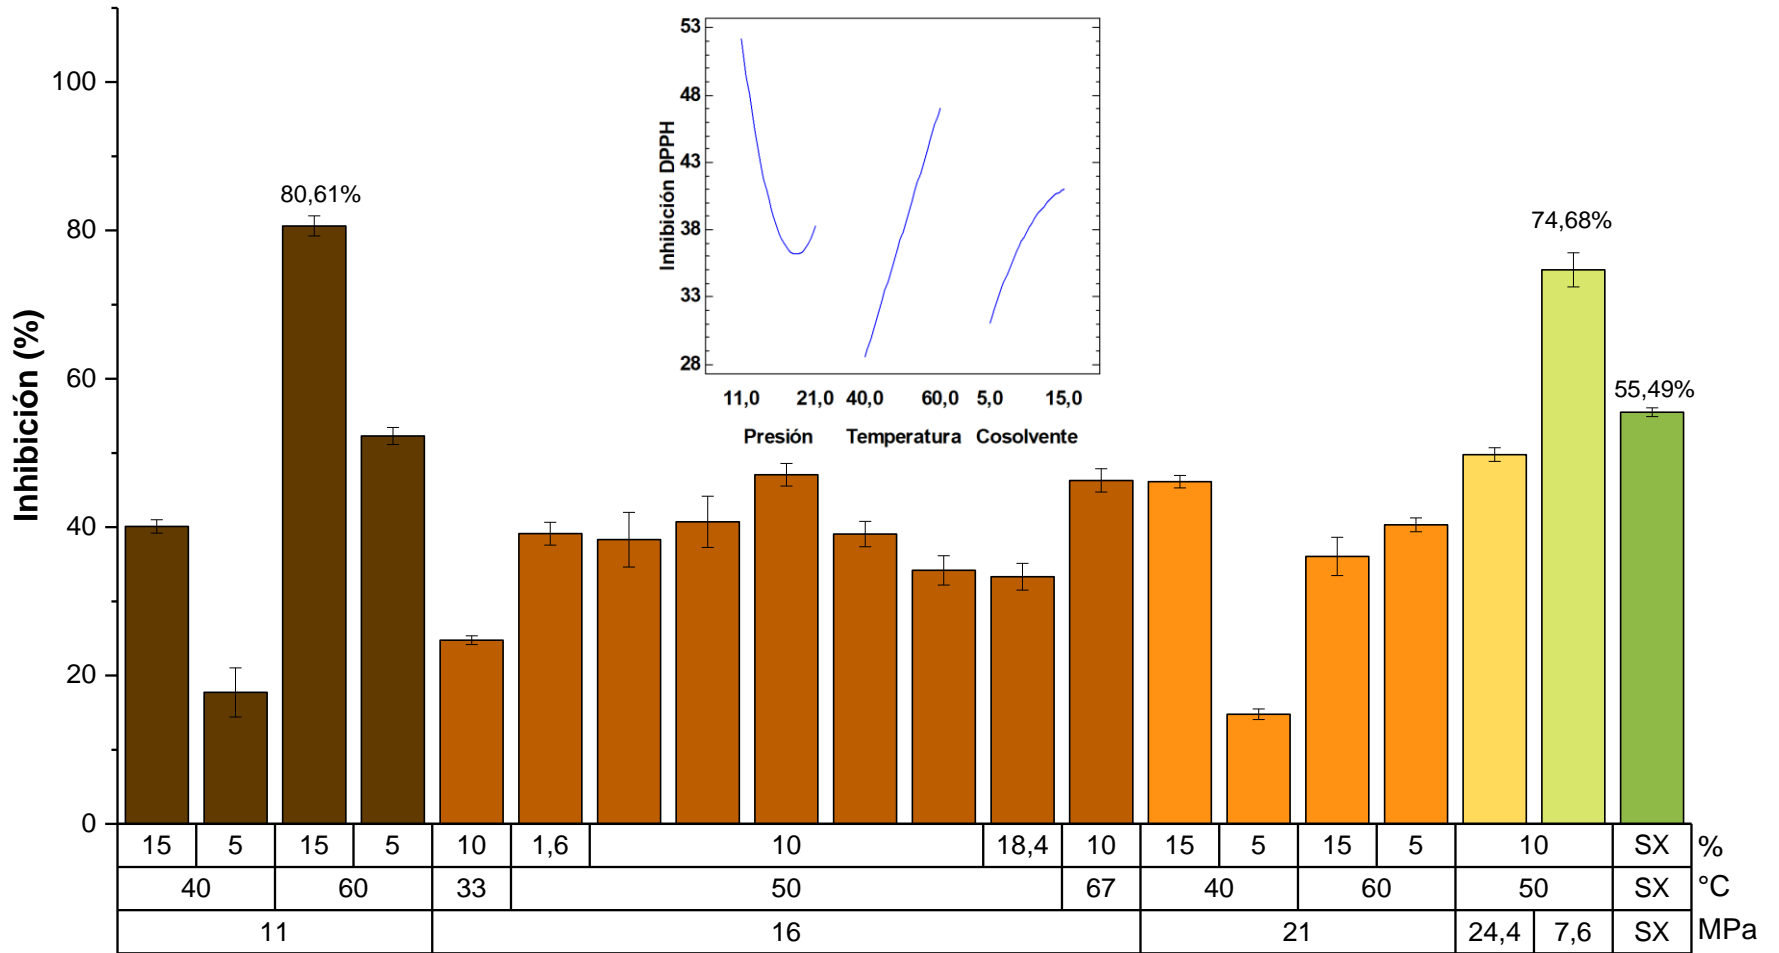 53
48
43
38
33
28
Inhibición DPPH
11,0 21,0 40,0 60,0 5,0 15,0
Presión Temperatura Cosolvente
100
80
60
40
20
0
Inhibición (%)
80,61%
74,68%
55,49%
15 5 15 5 10 1,6 10 18,4 10 15 5 15 5 10 SX %
40 60 33 50 67 40 60 50 SX °C
11 16 21 24,4 7,6 SX MPa